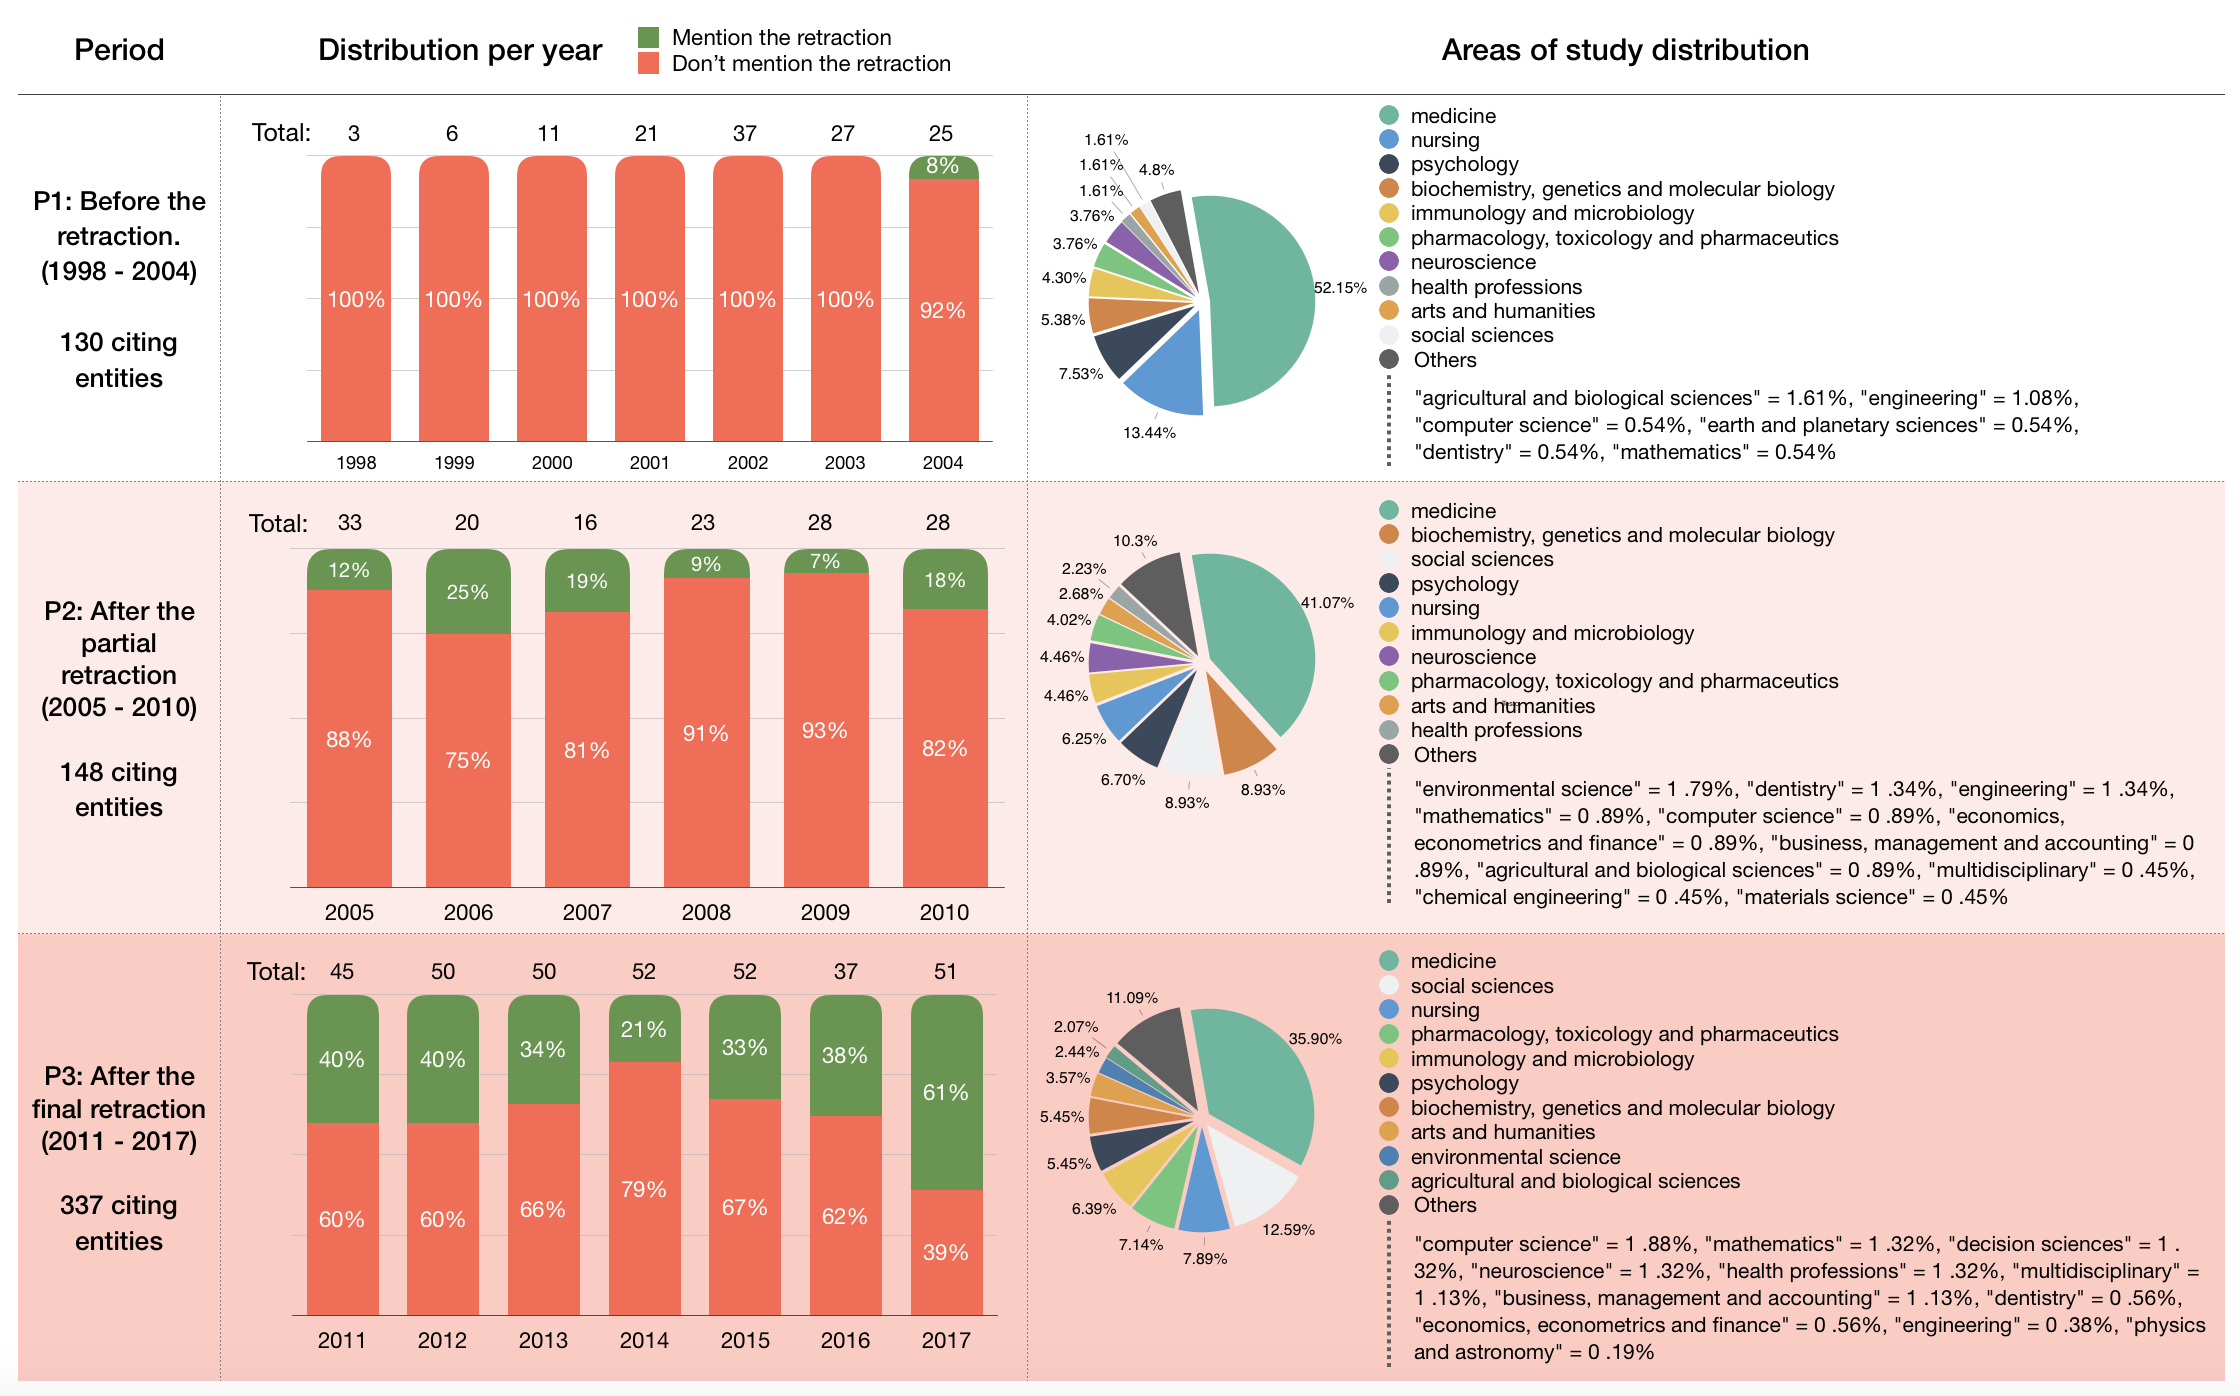 Period
Distribution per year
Mention the retraction
Don't mention the retraction
Areas of study distribution
P1: Before the
retraction.
(1998 - 2004)
130 citing
entities
Total: 3 6 11 21 37 27 25
8%
100% 100% 100% 100% 100% 100% 92%
1998 1999 2000 2001 2002 2003 2004
1.61%
1.61%
4.8%
1.61%
3.76%
3.76%
4.30%
52.15%
5.38%
7.53%
13.44%
medicine
nursing
psychology
biochemistry, genetics and molecular biology
immunology and microbiology
pharmacology, toxicology and pharmaceutics
neuroscience
health professions
arts and humanities
social sciences
Others
"agricultural and biological sciences" = 1.61%, "engineering" = 1.08%,
"computer science" = 0.54%, "earth and planetary sciences" = 0.54%,
"dentistry" = 0.54%, "mathematics" = 0.54%
P2: After the
partial
retraction
(2005 - 2010)
148 citing
entities
Total: 33 20 16 23 28 28
12% 25% 19% 9% 7% 18%
88% 75% 81% 91% 93% 82%
2005 2006 2007 2008 2009 2010
10.3%
2.23%
2.68%
41.07%
4.02%
4.46%
4.46%
6.25%
6.70%
8.93%
8.93%
medicine
biochemistry, genetics and molecular biology
social sciences
psychology
nursing
immunology and microbiology
neuroscience
pharmacology, toxicology and pharmaceutics
arts and humanities
health professions
Others
"environmental science" = 1 .79%, "dentistry" = 1 .34%, "engineering" = 1 .34%,
"mathematics" = 0 .89%, "computer science" = 0 .89%, "economics,
econometrics and finance" = 0 .89%, "business, management and accounting" = 0
.89%, "agricultural and biological sciences" = 0 .89%, "multidisciplinary" = 0 .45%,
"chemical engineering" = 0 .45%, "materials science" = 0 .45%
P3: After the
final retraction
(2011 - 2017)
337 citing
entities
Total: 45 50 50 52 52 37 51
40% 40% 34% 21% 33% 38% 61%
60% 60% 66% 79% 67% 62% 39%
2011 2012 2013 2014 2015 2016 2017
11.09%
2.07%
35.90%
2.44%
3.57%
5.45%
5.45%
6.39%
7.14%
7.89%
12.59%
medicine
social sciences
nursing
pharmacology, toxicology and pharmaceutics
immunology and microbiology
psychology
biochemistry, genetics and molecular biology
arts and humanities
environmental science
agricultural and biological sciences
Others
"computer science" = 1 .88%, "mathematics" = 1 .32%, "decision sciences" = 1 .
32%, "neuroscience" = 1 .32%, "health professions" = 1 .32%, "multidisciplinary" =
1 .13%, "business, management and accounting" = 1 .13%, "dentistry" = 0 .56%,
"economics, econometrics and finance" = 0 .56%, "engineering" = 0 .38%, "physics
and astronomy" = 0 .19%